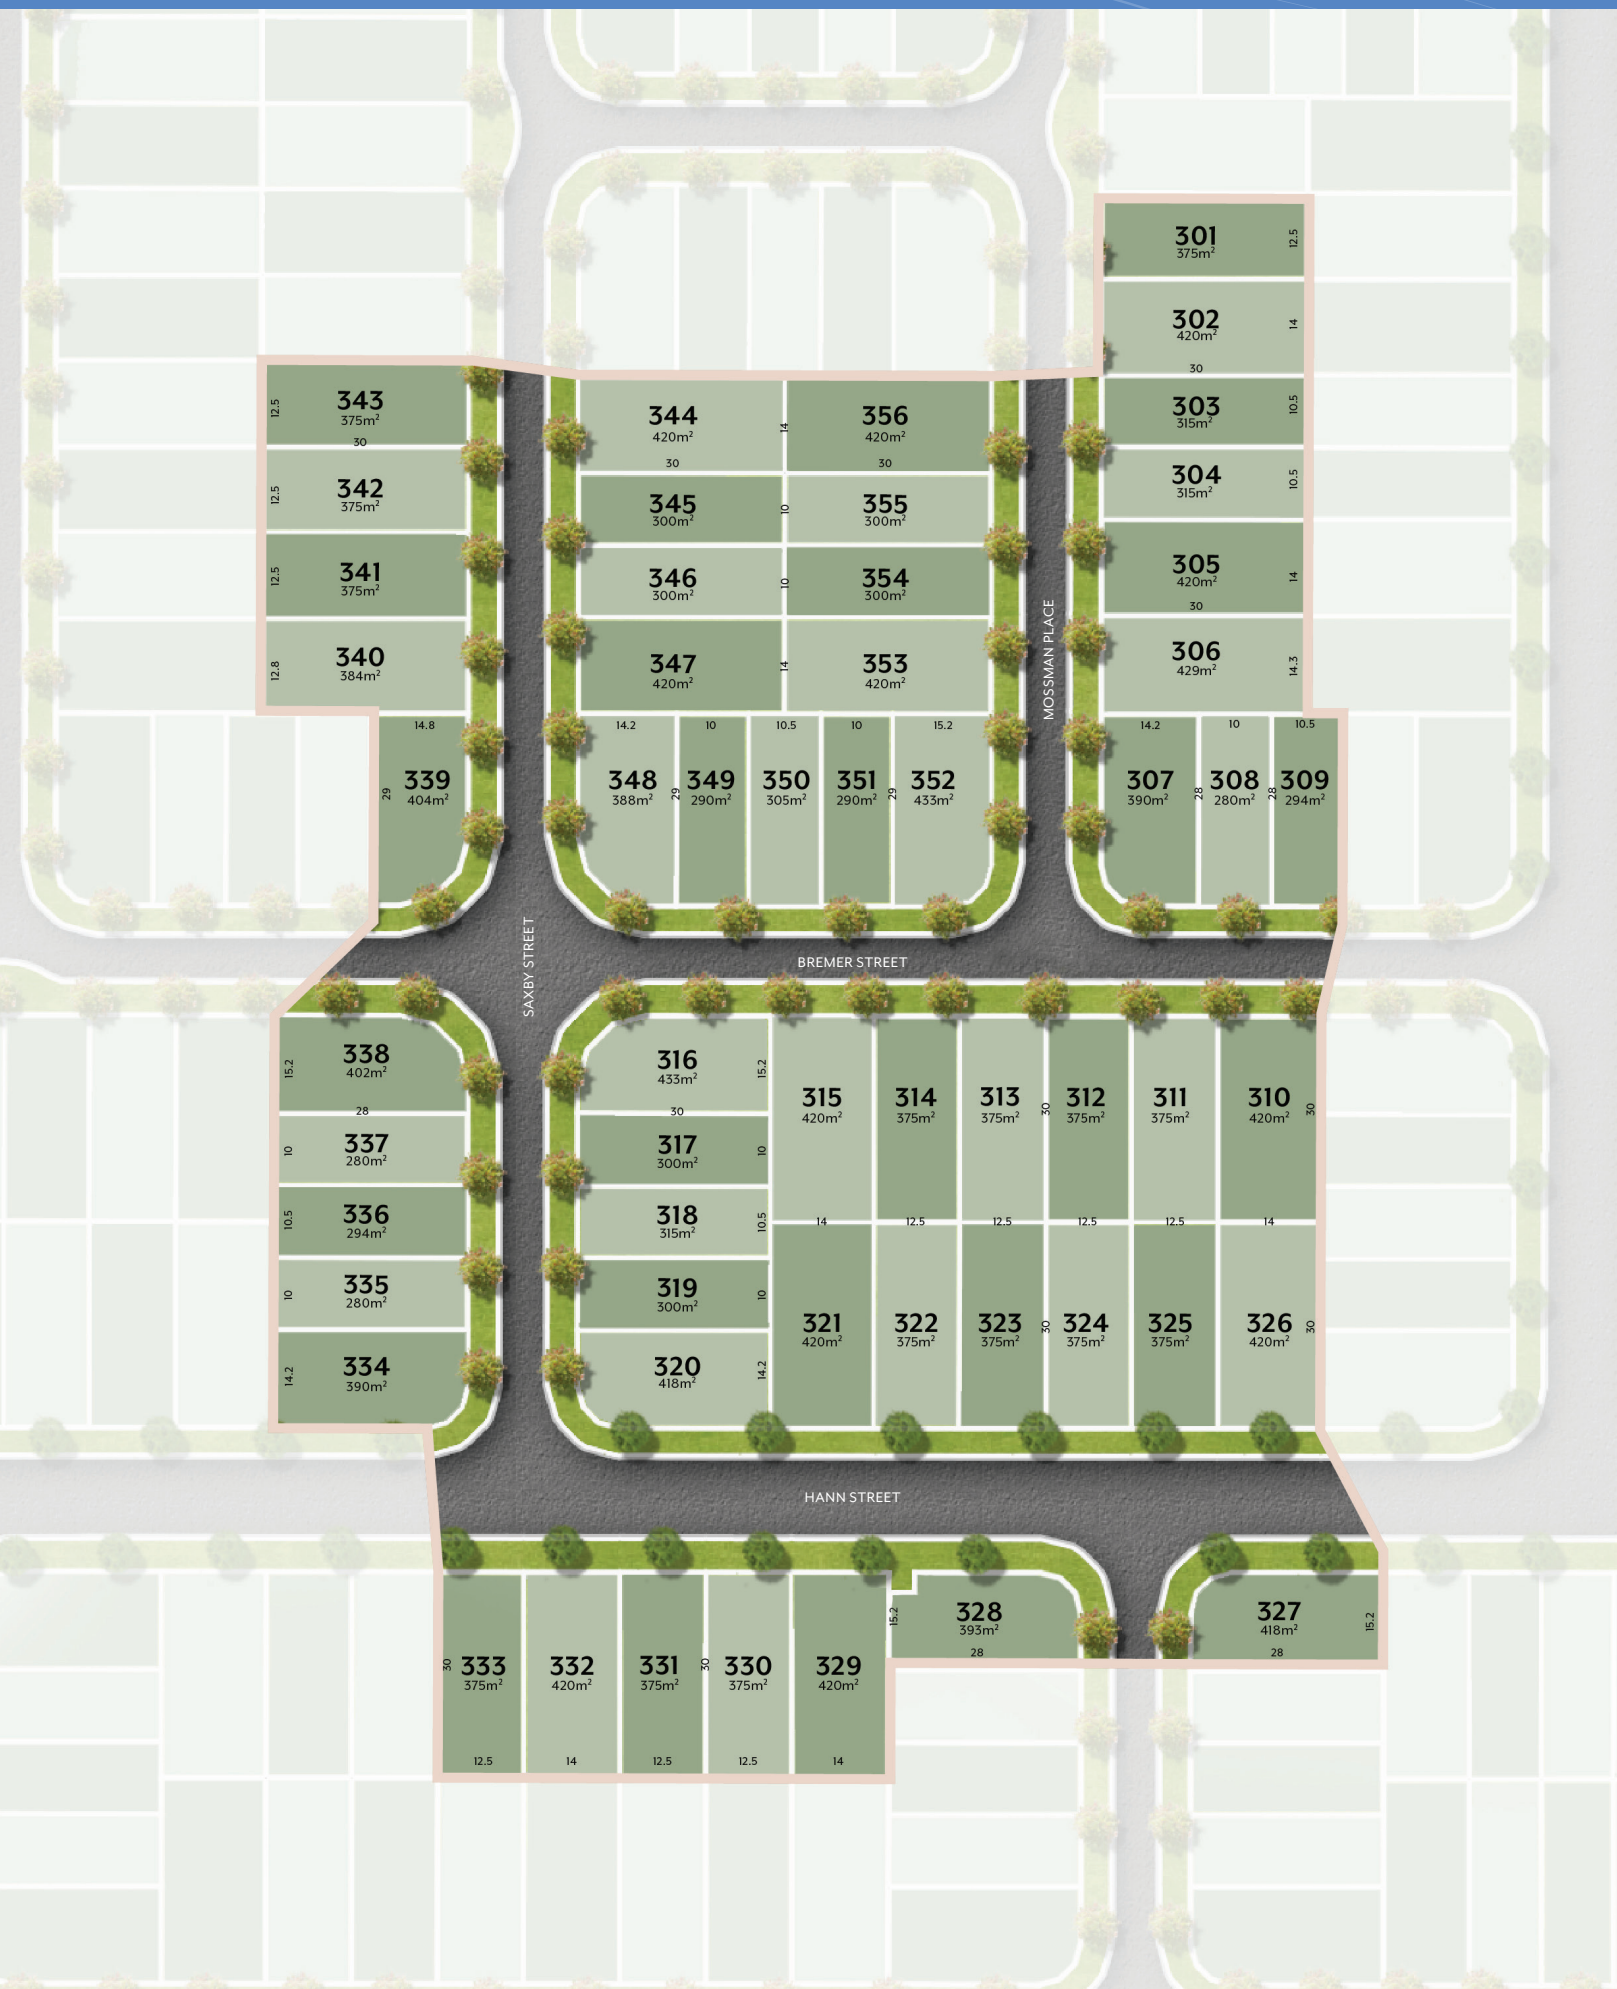 301
375m²
12.5
302
420m²
14
30
303
315m²
10.5
304
315m²
10.5
305
420m²
14
30
306
429m²
14.3
343
375m²
12.5
30
342
375m²
12.5
341
375m²
12.5
340
384m²
12.8
14.8
339
404m²
29
344
420m²
30
14
356
420m²
30
345
300m²
10
355
300m²
346
300m²
10
354
300m²
347
420m²
14
353
420m²
14.2
10
10.5
10
15.2
348
388m²
29
349
290m²
350
305m²
351
290m²
29
352
433m²
MOSSMAN PLACE
14.2
10
10.5
307
390m²
28
308
280m²
28
309
294m²
SAXBY STREET
BREMER STREET
338
402m²
15.2
28
337
280m²
10
336
294m²
10.5
335
280m²
10
334
390m²
14.2
316
433m²
15.2
30
317
300m²
10
318
315m²
10.5
319
300m²
10
320
418m²
14.2
315
420m²
314
375m²
313
375m²
30
312
375m²
311
375m²
310
420m²
30
14
12.5
12.5
12.5
12.5
14
321
420m²
322
375m²
323
375m²
30
324
375m²
325
375m²
326
420m²
30
HANN STREET
15.2
328
393m²
28
327
418m²
15.2
28
30
333
375m²
332
420m²
331
375m²
30
330
375m²
329
420m²
12.5
14
12.5
12.5
14